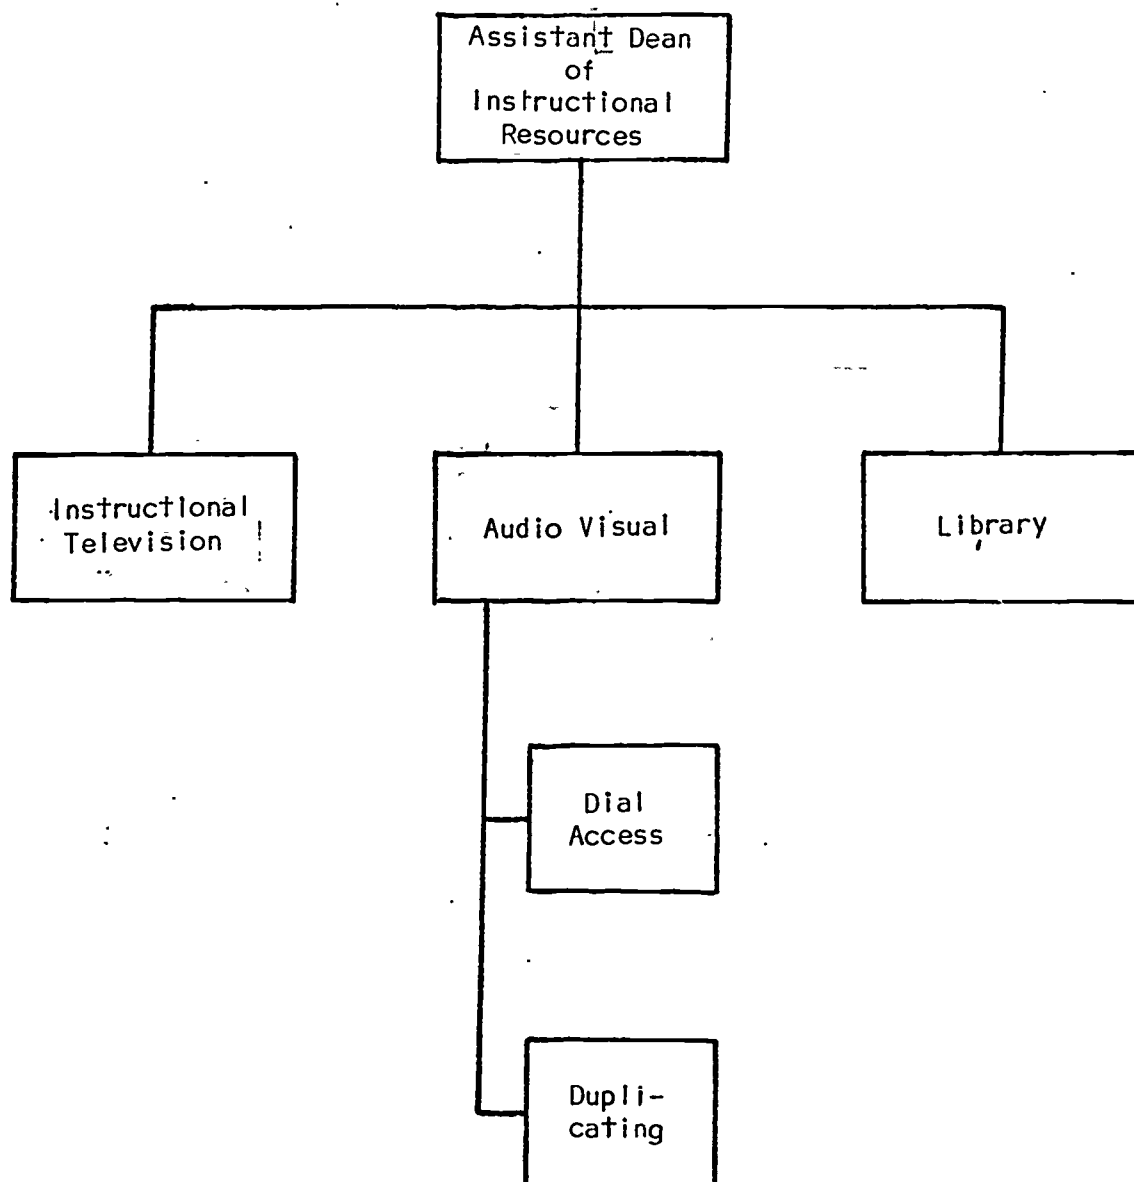 Assistant Dean
of
Instructional
Resources
Instructional
Television
Audio Visual
Library
Dial
Access
Dupli-
cating